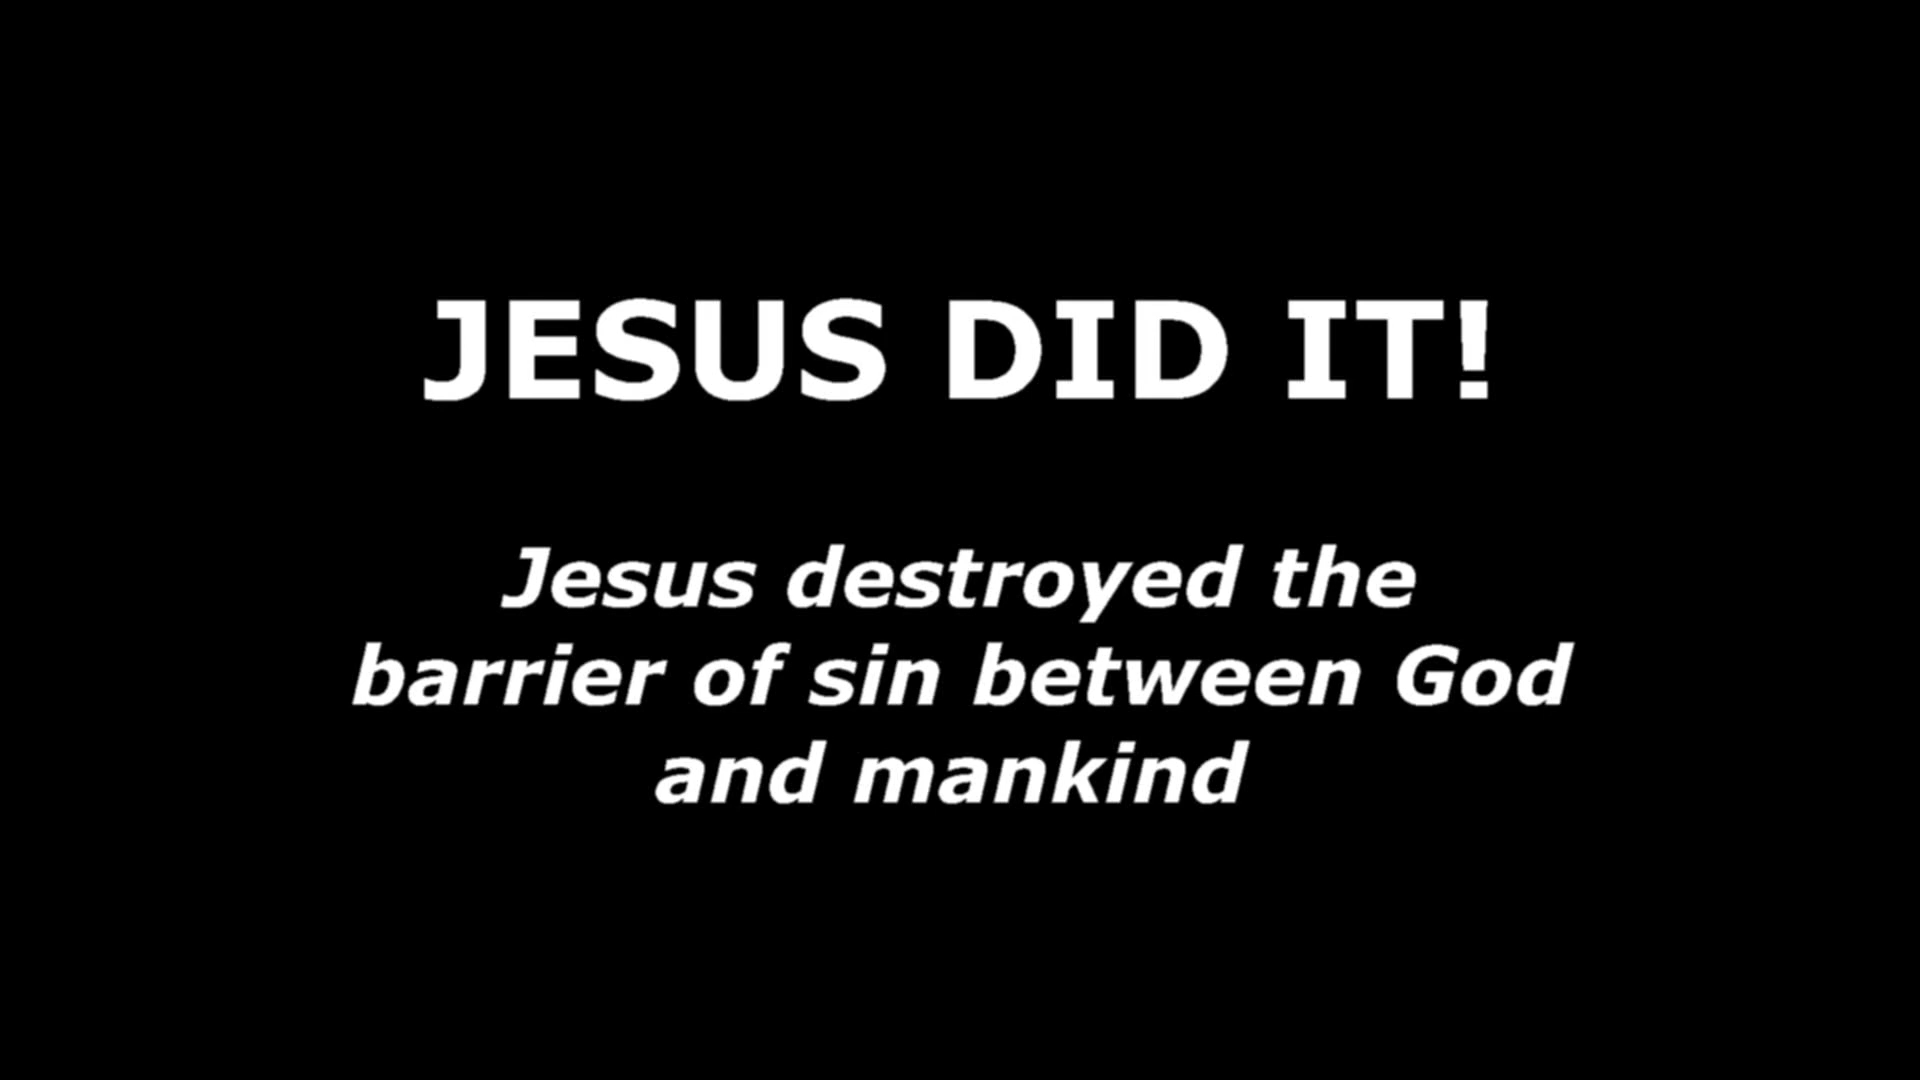 JESUS DID IT!
Jesus destroyed the
barrier of sin between God
and mankind